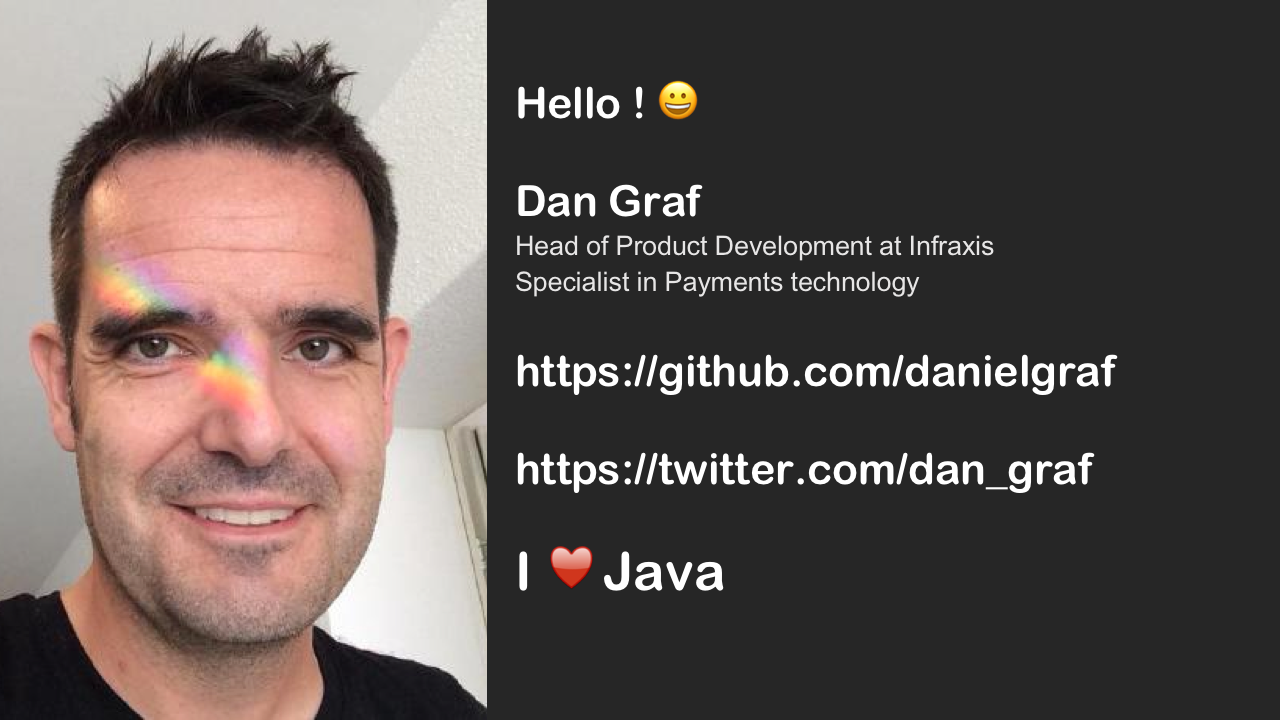 Hello ! 😀
Dan Graf
Head of Product Development at Infraxis
Specialist in Payments technology
https://github.com/danielgraf
https://twitter.com/dan_graf
I ❤️ Java